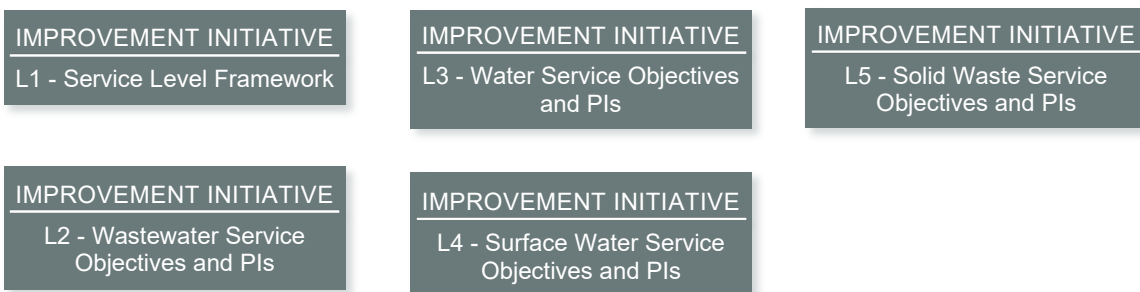 IMPROVEMENT INITIATIVE
L1 - Service Level Framework
IMPROVEMENT INITIATIVE
L2 - Wastewater Service
Objectives and PIs
IMPROVEMENT INITIATIVE
L3 - Water Service Objectives
and PIs
IMPROVEMENT INITIATIVE
L4 - Surface Water Service
Objectives and PIs
IMPROVEMENT INITIATIVE
L5 - Solid Waste Service
Objectives and PIs